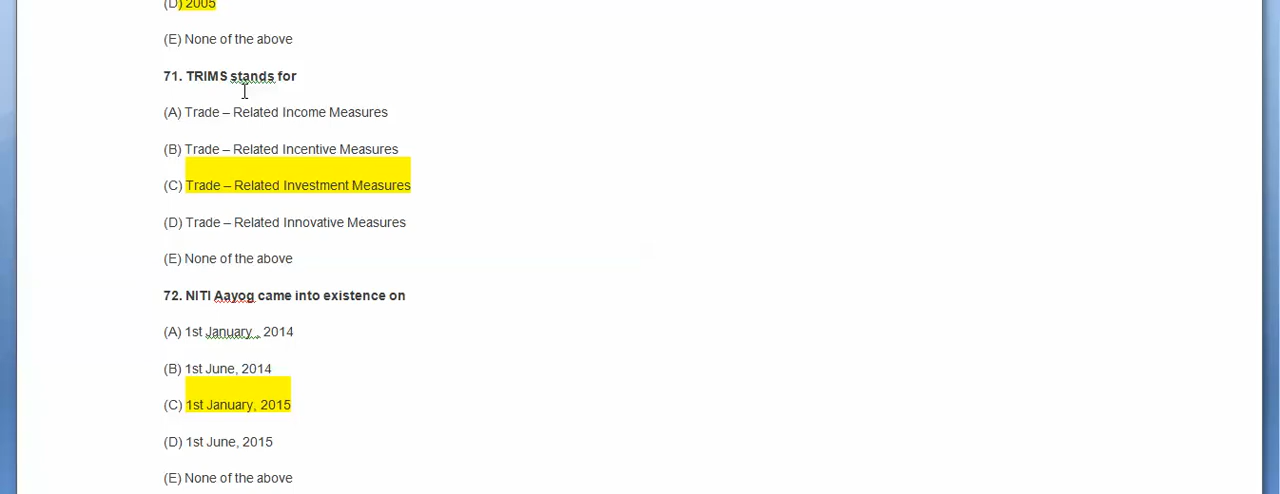 (D) 2005
(E) None of the above
71. TRIMS stands for
(A) Trade – Related Income Measures
(B) Trade – Related Incentive Measures
(C) Trade – Related Investment Measures
(D) Trade – Related Innovative Measures
(E) None of the above
72. NITI Aayog came into existence on
(A) 1st January , 2014
(B) 1st June, 2014
(C) 1st January, 2015
(D) 1st June, 2015
(E) None of the above